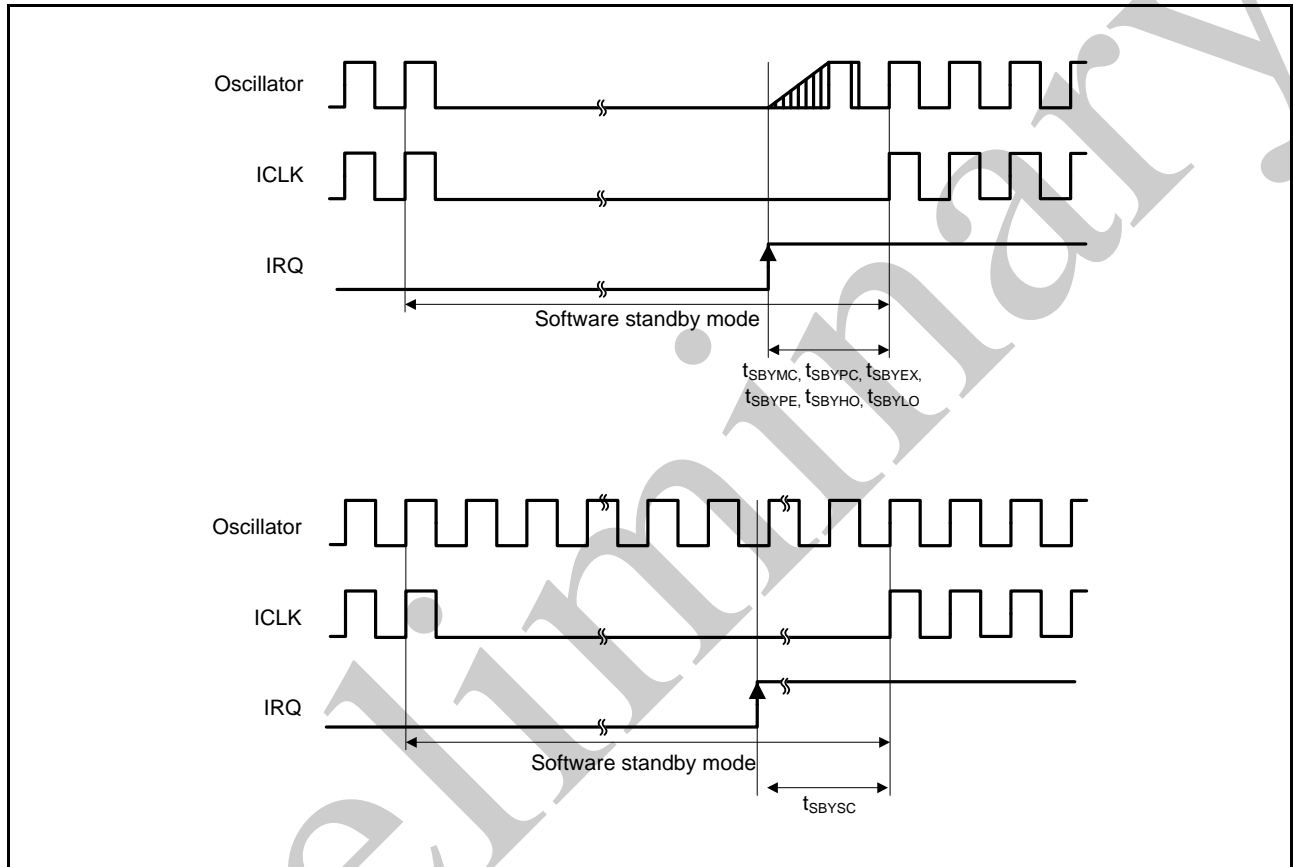 Oscillator
ICLK
IRQ
Software standby mode
tSBYMC, tSBYPC, tSBYEX,
tSBYPE, tSBYHO, tSBYLO
Oscillator
ICLK
IRQ
Software standby mode
tSBYSC
eliminary